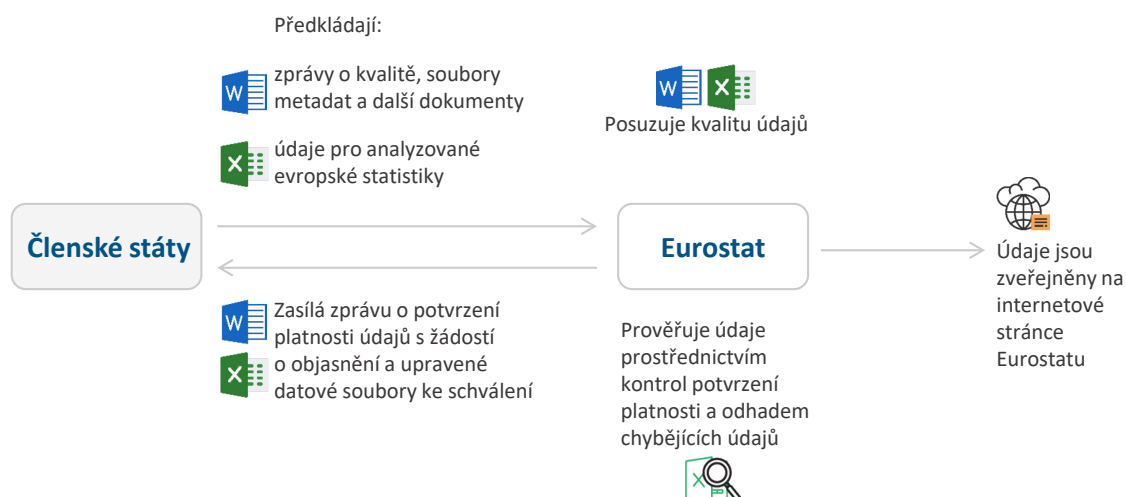 Předkládají:
zprávy o kvalitě, soubory
metadat a další dokumenty
údaje pro analyzované
evropské statistiky
Posuzuje kvalitu údajů
Členské státy
Eurostat
Údaje jsou
zveřejněny na
internetové
stránce
Eurostatu
Zasílá zprávu o potvrzení
platnosti údajů s žádostí
o objasnění a upravené
datové soubory ke schválení
Prověřuje údaje
prostřednictvím
kontrol potvrzení
platnosti a odhadem
chybějících údajů